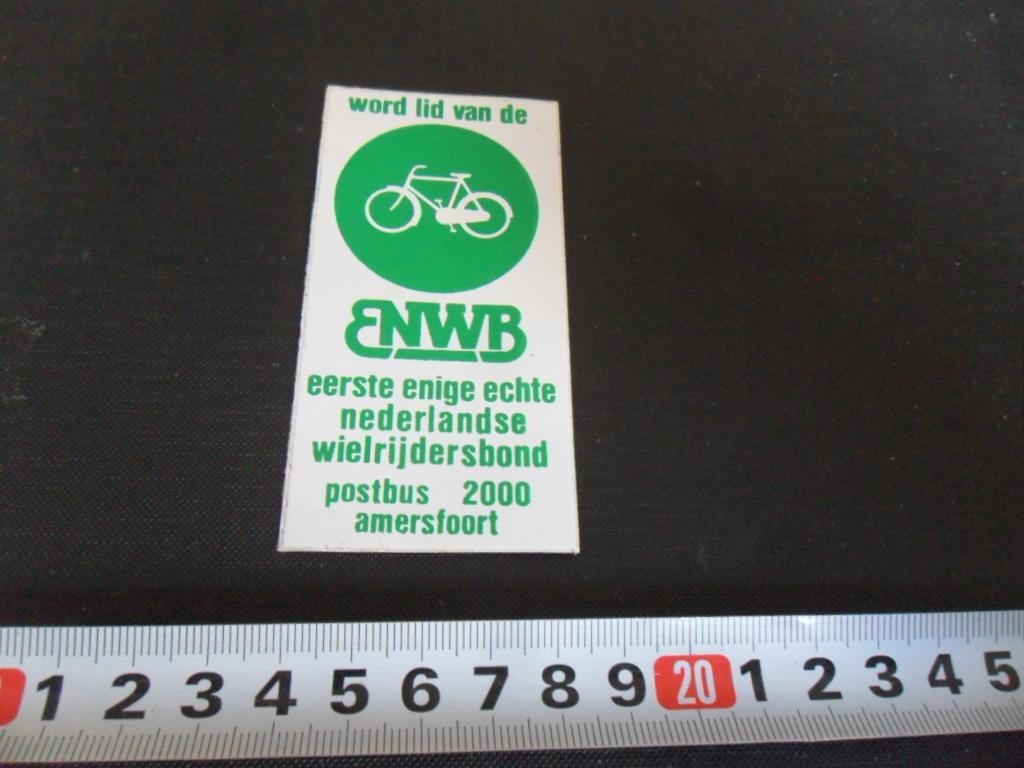 word lid van de
ENWB
eerste enige echte
nederlandse
wielrijdersbond
postbus 2000
amersfoort
1 2 3 4 5 6 7 8 9 20 1 2 3 4 5